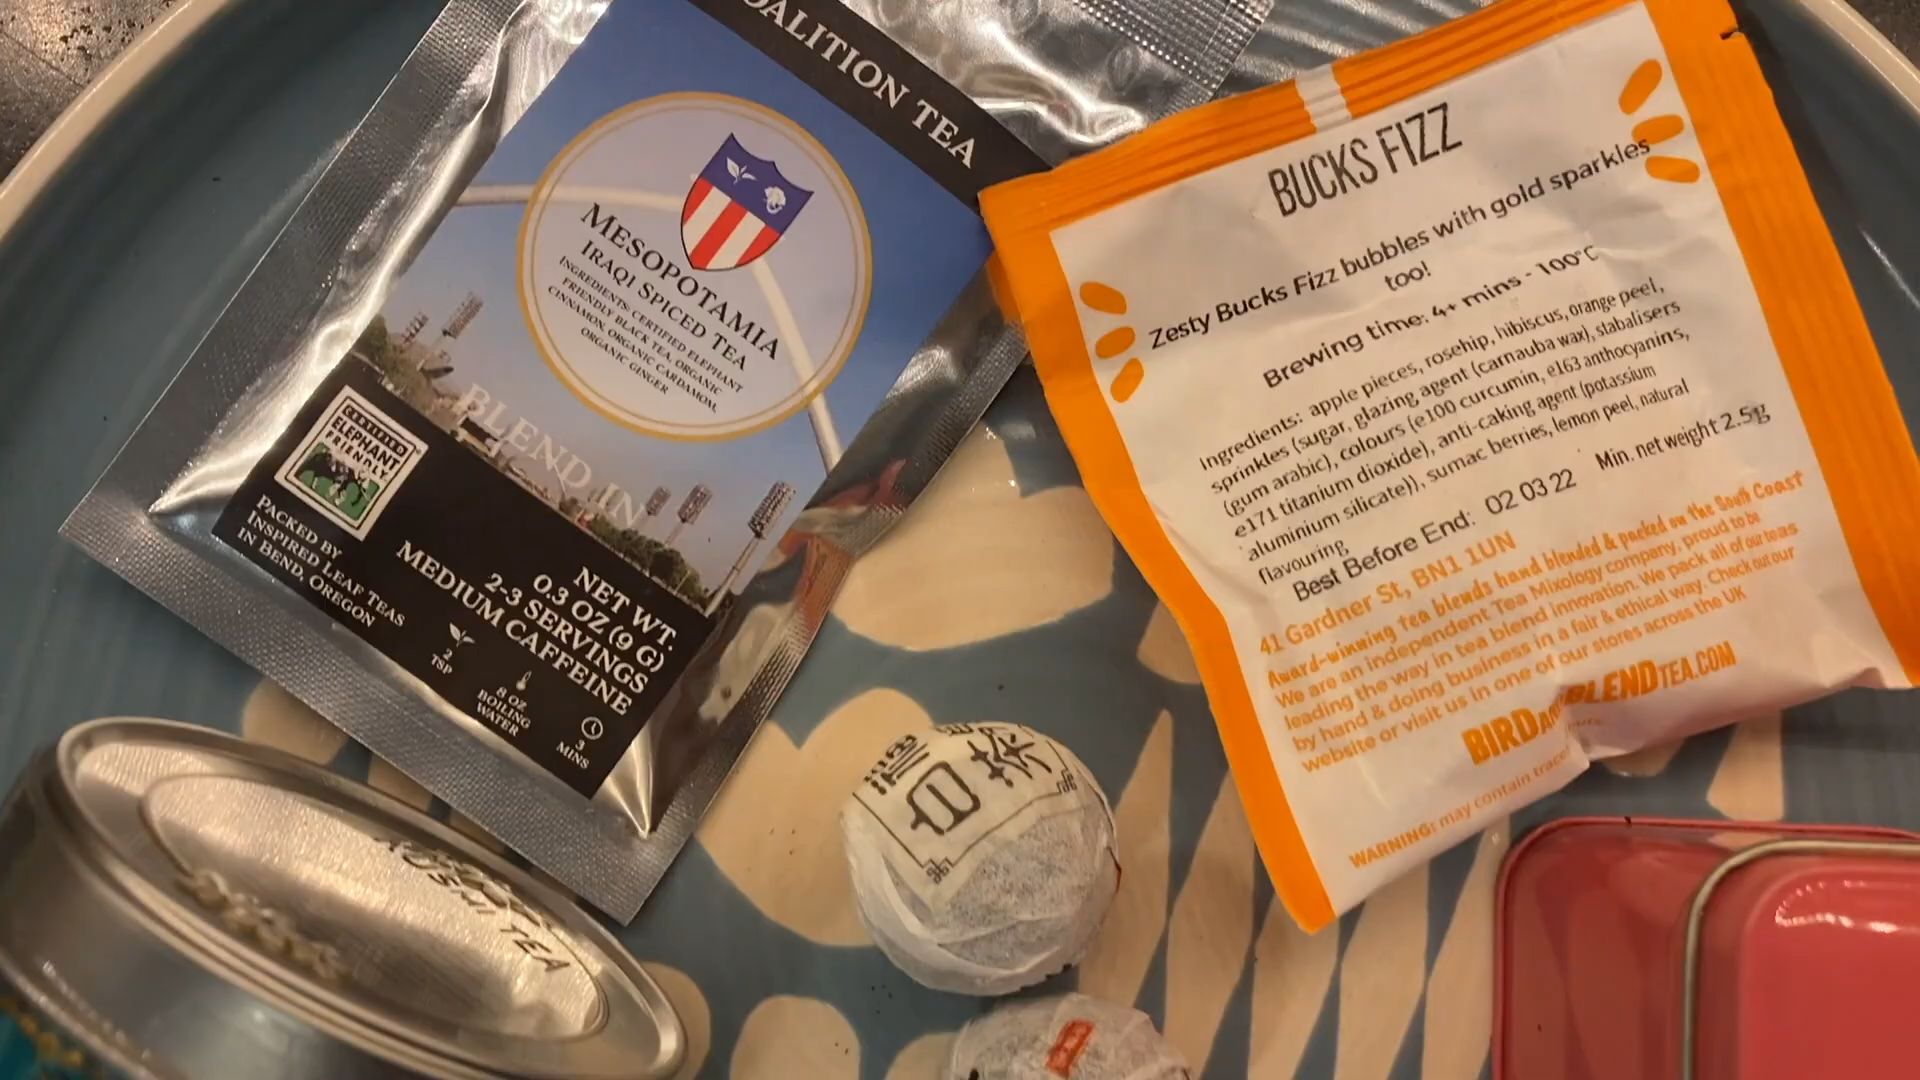 COALITION TEA
MESOPOTAMIA
IRAQI SPICED TEA
INGREDIENTS: CERTIFIED ELEPHANT
FRIENDLY BLACK TEA, ORGANIC
CINNAMON, ORGANIC CARDAMOM,
ORGANIC GINGER
BLEND IN
CERTIFIED
ELEPHANT
FRIENDLY
PACKED BY
INSPIRED LEAF TEAS
IN BEND, OREGON
NET WT.
0.3 OZ (9 G)
2-3 SERVINGS
MEDIUM CAFFEINE
2
TSP
8 OZ
BOILING
WATER
3
MINS
BUCKS FIZZ
Zesty Bucks Fizz bubbles with gold sparkles
too!
Brewing time: 4+ mins - 100°C
Ingredients: apple pieces, rosehip, hibiscus, orange peel,
sprinkles (sugar, glazing agent (carnauba wax), stabalisers
(gum arabic), colours (e100 curcumin, e163 anthocyanins,
e171 titanium dioxide), anti-caking agent (potassium
aluminium silicate)), sumac berries, lemon peel, natural
flavouring
Best Before End: 02 03 22 Min. net weight 2.5g
41 Gardner St, BN1 1UN
Award-winning tea blends hand blended & packed on the South Coast
We are an independent Tea Mixology company, proud to be
leading the way in tea blend innovation. We pack all of our teas
by hand & doing business in a fair & ethical way. Check out our
website or visit us in one of our stores across the UK
BIRD BLENDTEA.COM
WARNING: may contain
KUSMI TEA